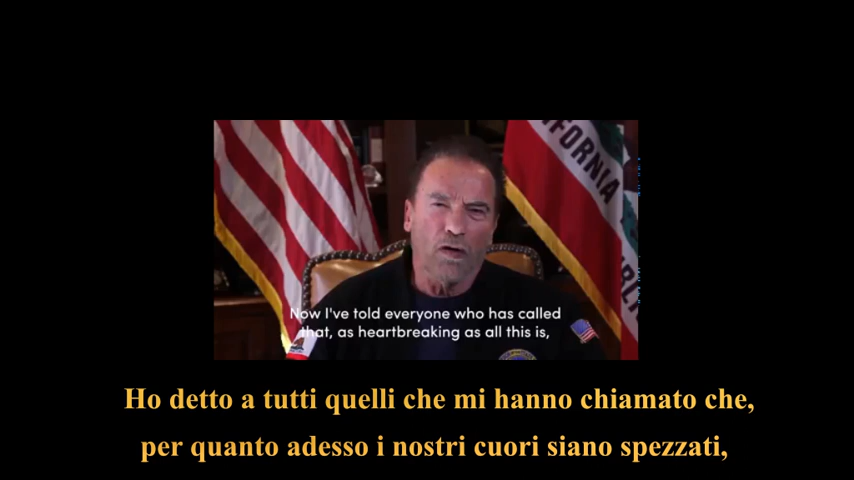 IFORNIA
Now I've told everyone who has called
that, as heartbreaking as all this is,
Ho detto a tutti quelli che mi hanno chiamato che,
per quanto adesso i nostri cuori siano spezzati,